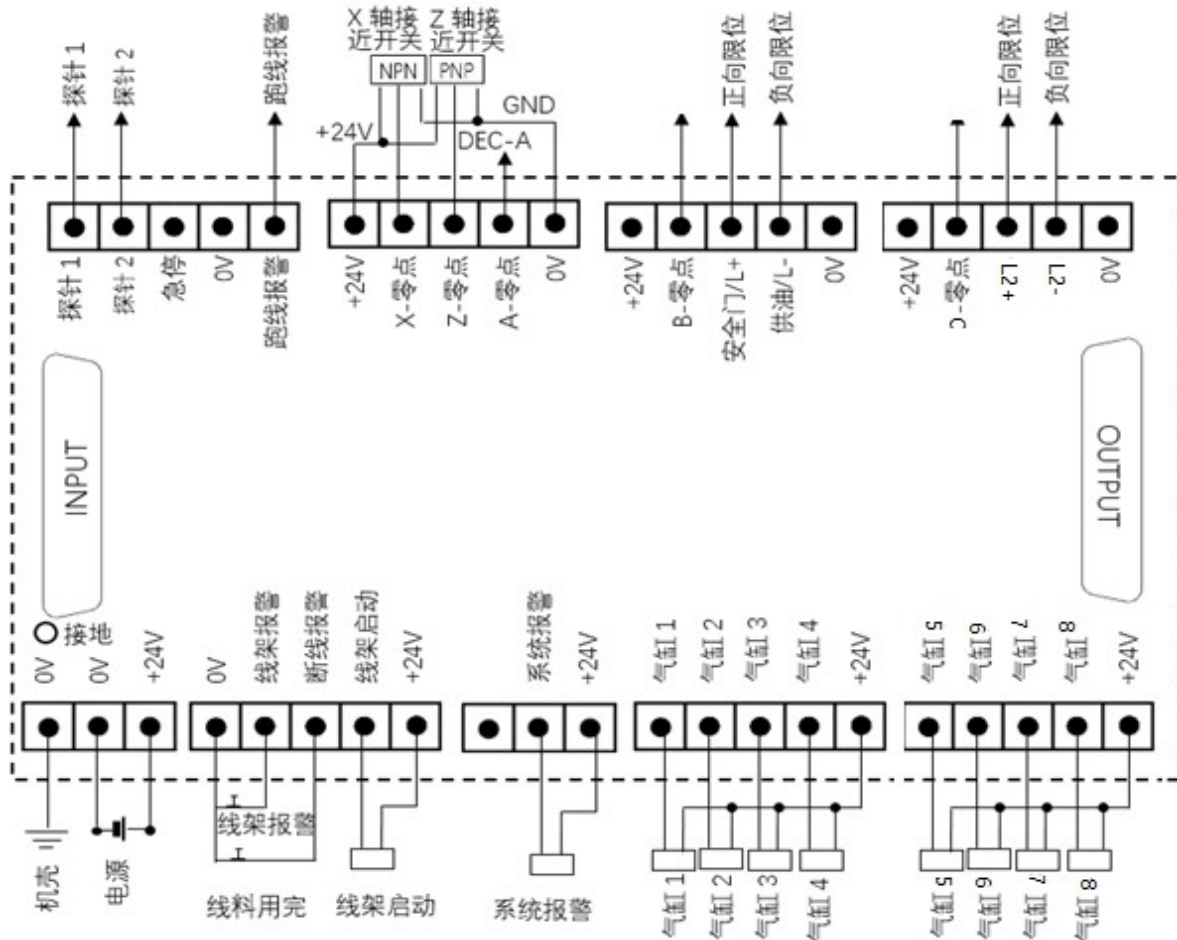 探针 1
探针 2
跑线报警
X 轴接
近开关
Z 轴接
近开关
NPN
PNP
+24V
GND
DEC-A
正向限位
负向限位
正向限位
负向限位
探针 1
探针 2
急停
0V
跑线报警
+24V
X-零点
Z-零点
A-零点
0V
+24V
B-零点
安全门/L+
供油/L-
0V
+24V
C-零点
L2+
L2-
0V
INPUT
OUTPUT
接地
0V
0V
+24V
0V
线架报警
断线报警
线架启动
+24V
系统报警
+24V
气缸 1
气缸 2
气缸 3
气缸 4
+24V
气缸 5
气缸 6
气缸 7
气缸 8
+24V
机壳
电源
线架报警
线料用完
线架启动
系统报警
气缸 1
气缸 2
气缸 3
气缸 4
气缸 5
气缸 6
气缸 7
气缸 8